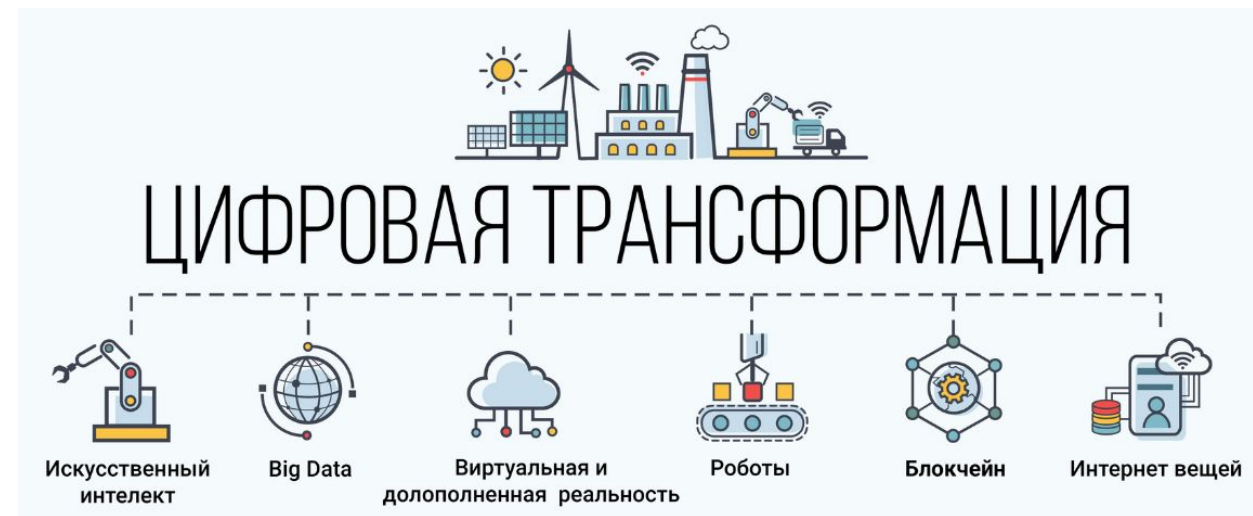 ЦИФРОВАЯ ТРАНСФОРМАЦИЯ
Искусственный
интелект
Big Data
Виртуальная и
долополненная реальность
Роботы
Блокчейн
Интернет вещей